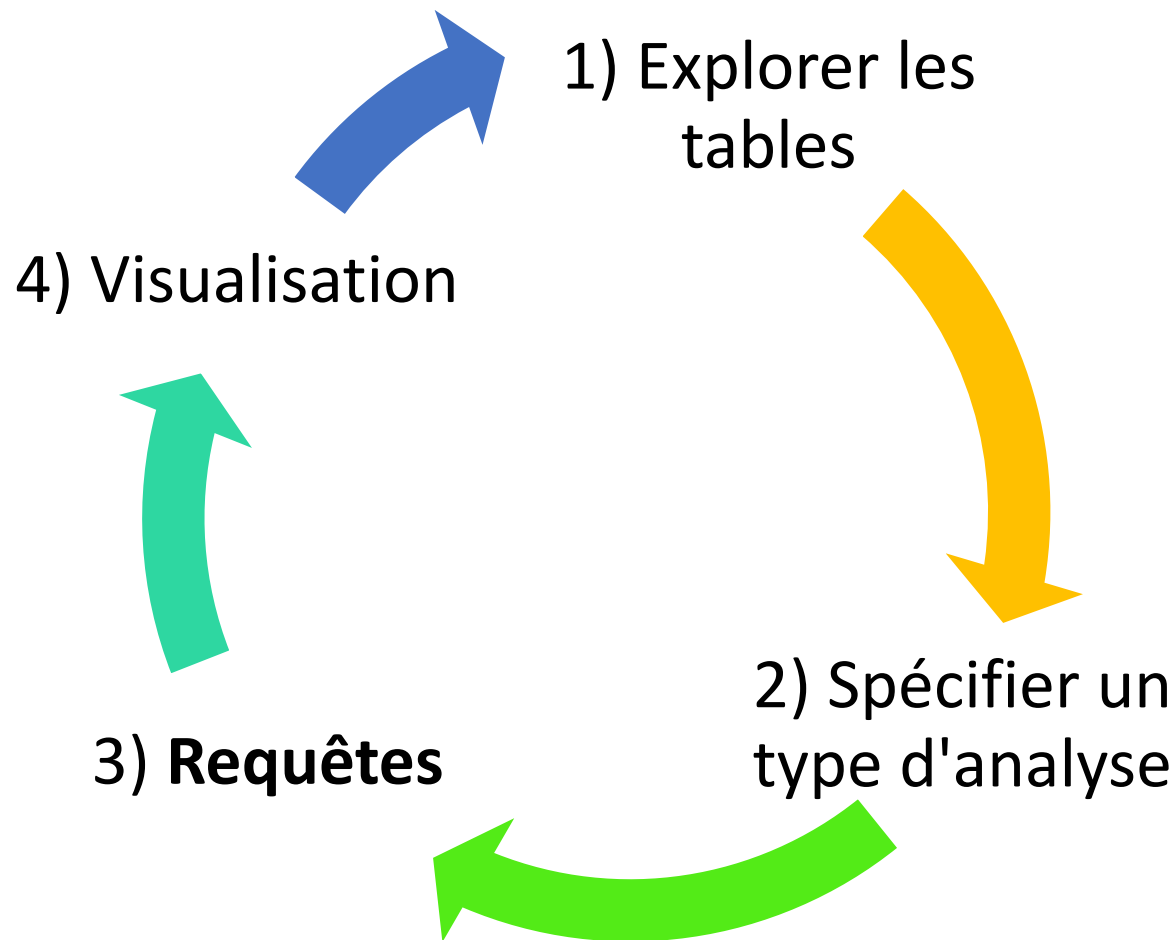 1) Explorer les
tables
4) Visualisation
2) Spécifier un
type d'analyse
3) Requêtes